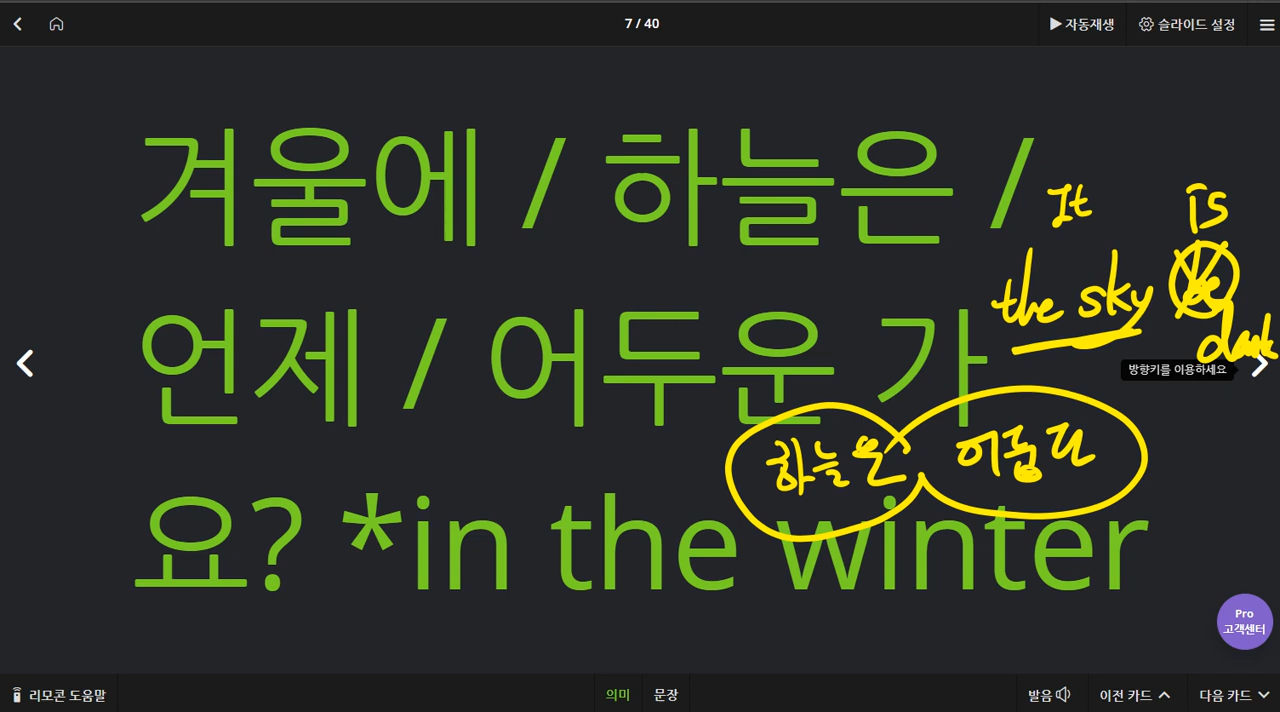 7 / 40
자동재생
슬라이드 설정
겨울에 / 하늘은 /
It is
the sky be
dark
언제 / 어두운 가
방향키를 이용하세요
하늘은 어둡다
요? *in the winter
Pro
고객센터
리모콘 도움말
의미
문장
발음
이전 카드
다음 카드